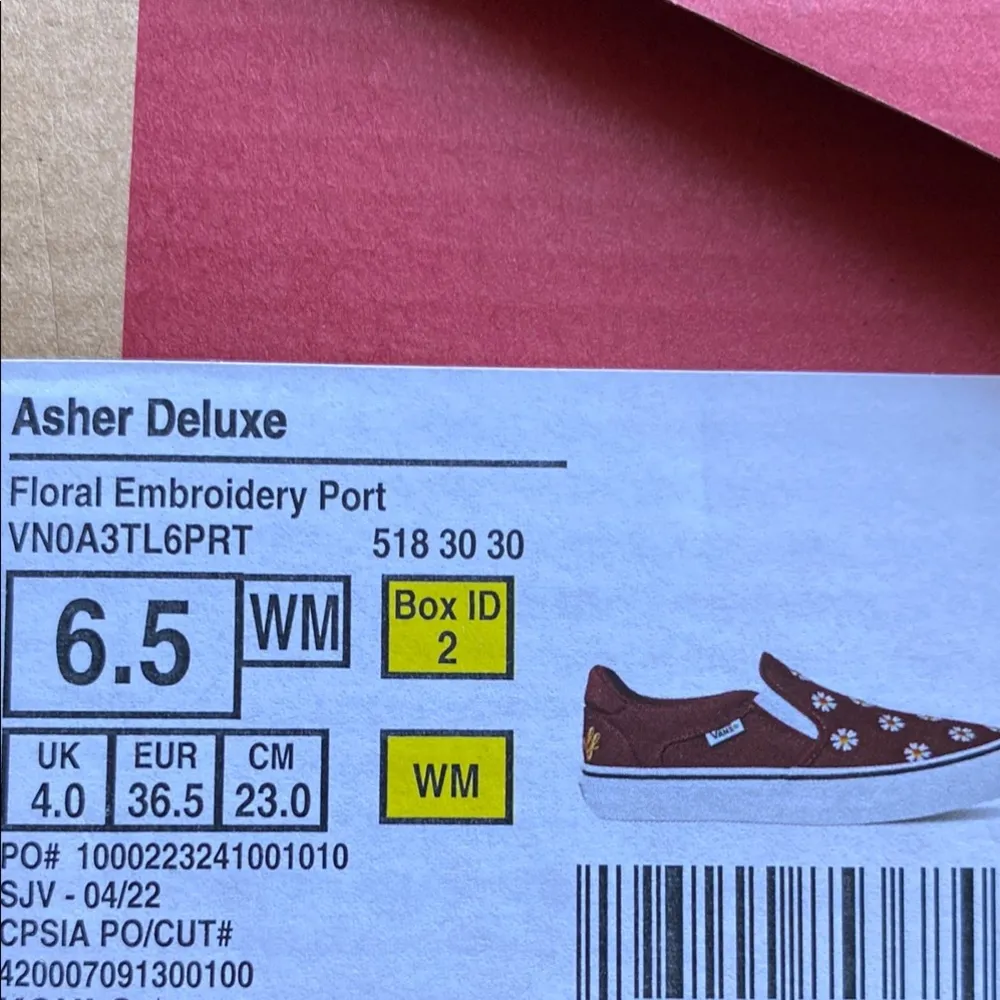 Asher Deluxe
Floral Embroidery Port
VN0A3TL6PRT 518 30 30
6.5 WM
Box ID
2
UK EUR CM
4.0 36.5 23.0
WM
VANS
PO# 1000223241001010
SJV - 04/22
CPSIA PO/CUT#
420007091300100